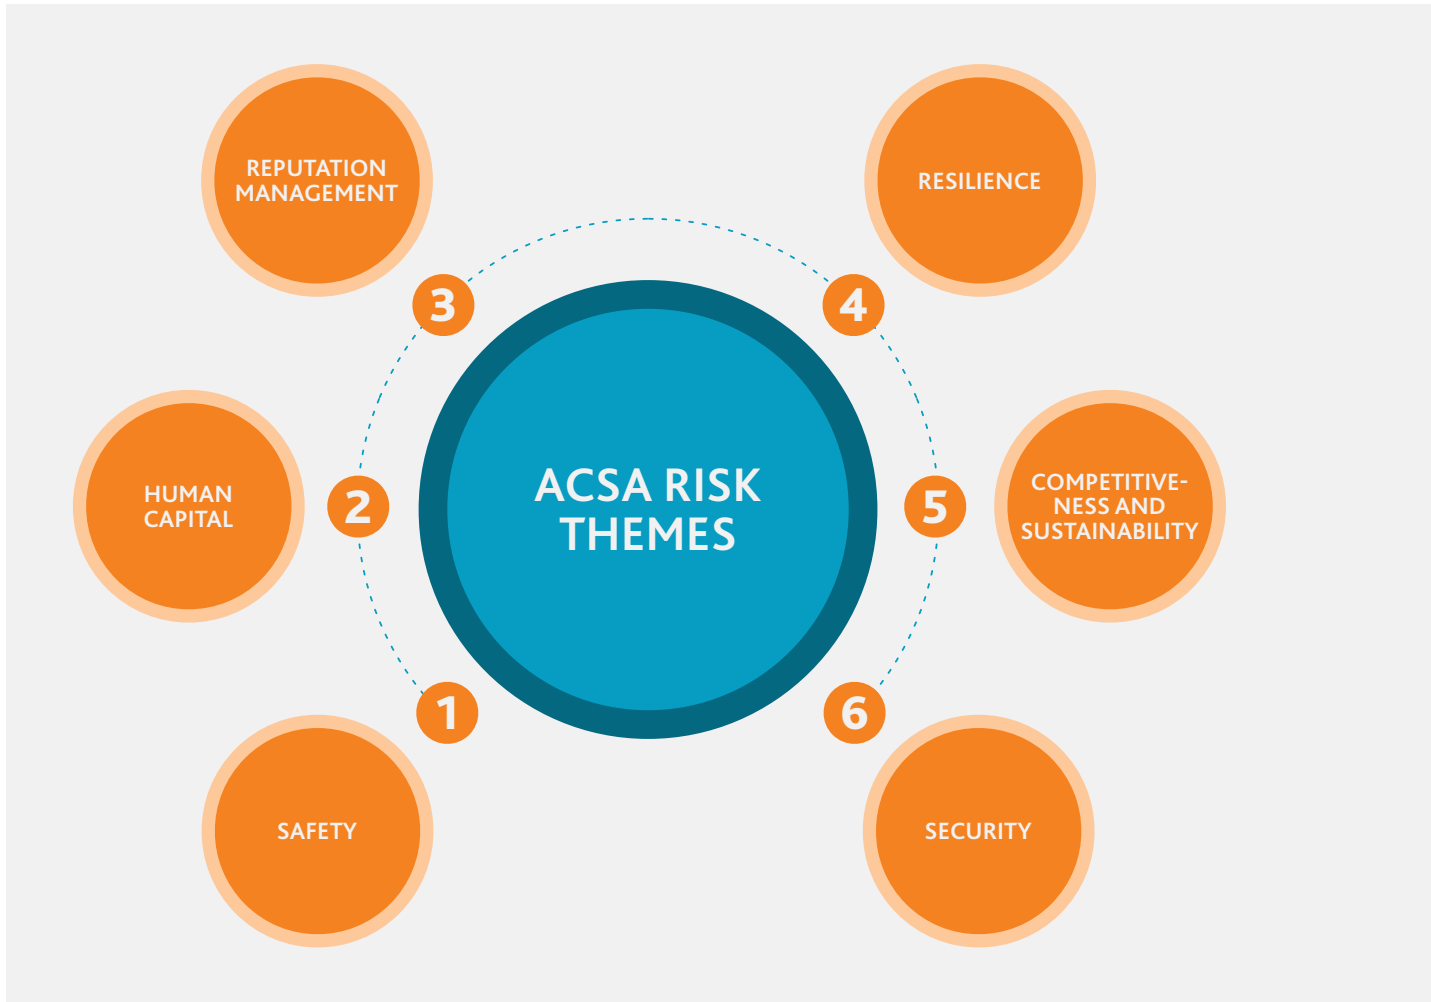 REPUTATION
MANAGEMENT
RESILIENCE
3
4
HUMAN
CAPITAL
2
ACSA RISK
THEMES
5
COMPETITIVE-
NESS AND
SUSTAINABILITY
1
6
SAFETY
SECURITY